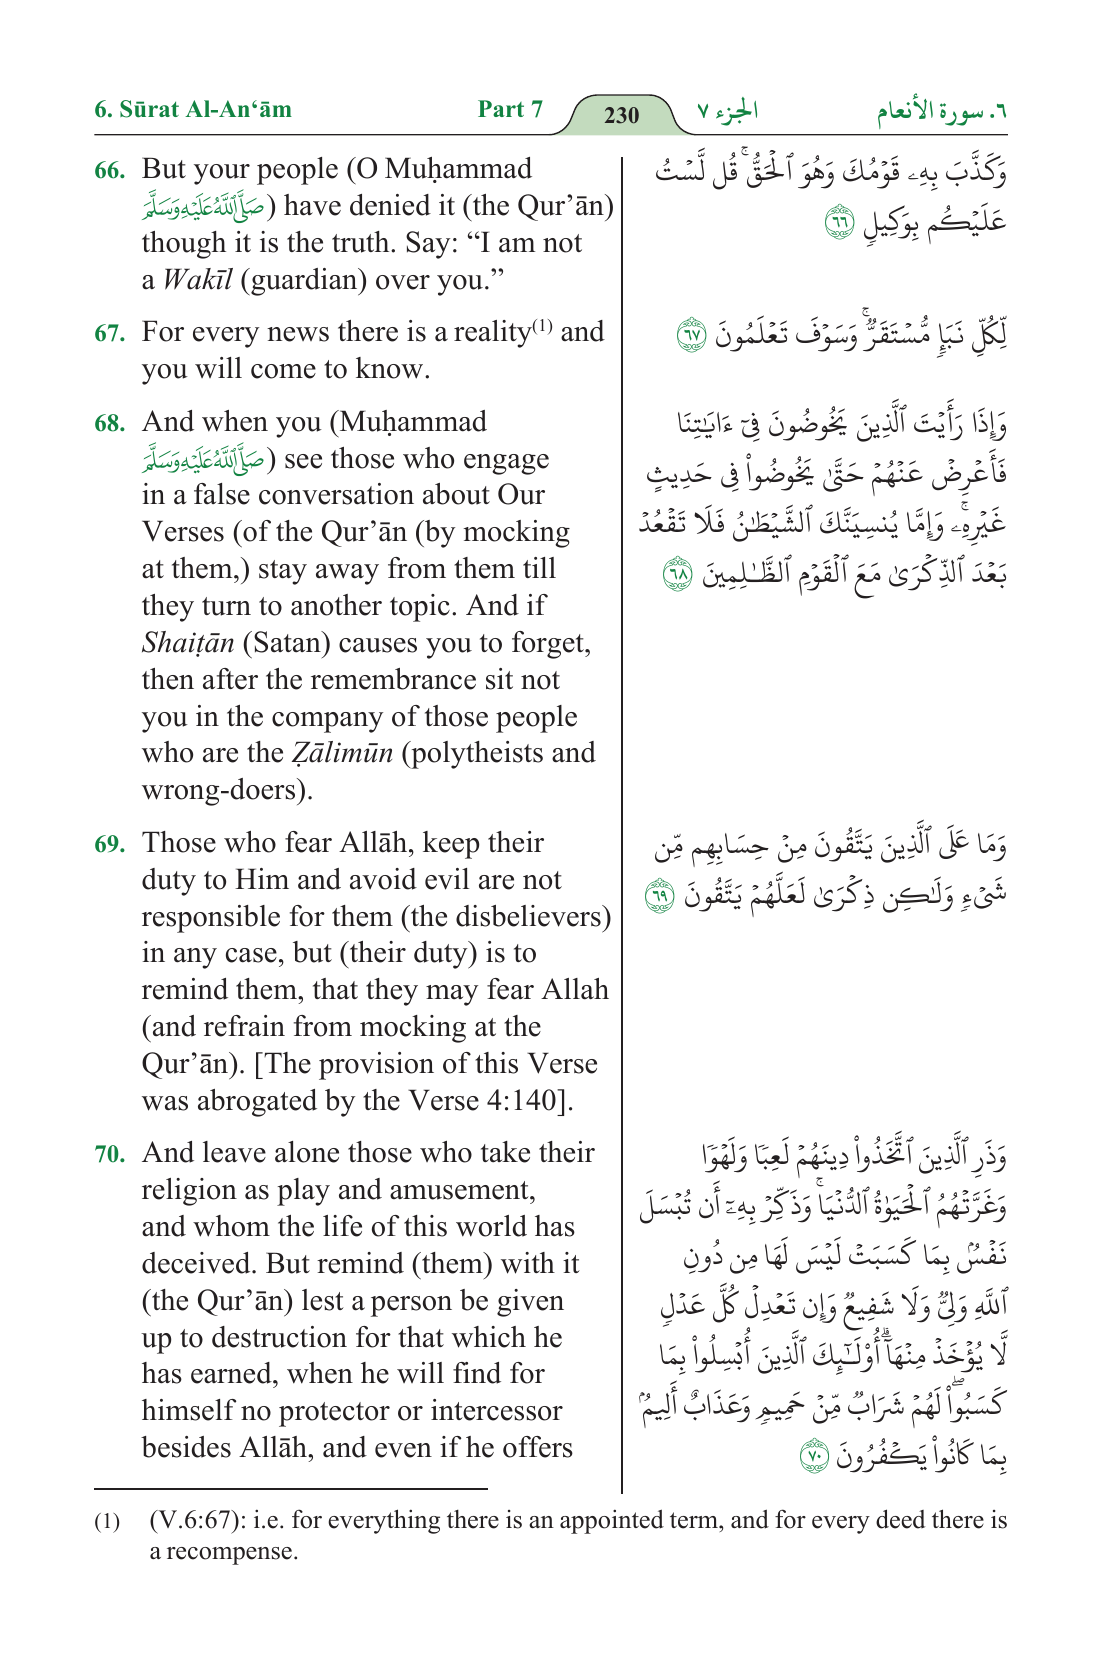 6. Sūrat Al-An‘ām Part 7 230 الجزء ٧ ٦. سورة الأنعام
66. But your people (O Muḥammad
ﷺ) have denied it (the Qur’ān)
though it is the truth. Say: “I am not
a Wakīl (guardian) over you.”
67. For every news there is a reality(1) and
you will come to know.
68. And when you (Muḥammad
ﷺ) see those who engage
in a false conversation about Our
Verses (of the Qur’ān (by mocking
at them,) stay away from them till
they turn to another topic. And if
Shaiṭān (Satan) causes you to forget,
then after the remembrance sit not
you in the company of those people
who are the Ẓālimūn (polytheists and
wrong-doers).
69. Those who fear Allāh, keep their
duty to Him and avoid evil are not
responsible for them (the disbelievers)
in any case, but (their duty) is to
remind them, that they may fear Allah
(and refrain from mocking at the
Qur’ān). [The provision of this Verse
was abrogated by the Verse 4:140].
70. And leave alone those who take their
religion as play and amusement,
and whom the life of this world has
deceived. But remind (them) with it
(the Qur’ān) lest a person be given
up to destruction for that which he
has earned, when he will find for
himself no protector or intercessor
besides Allāh, and even if he offers
وَكَذَّبَ بِهِۦ قَوۡمُكَ وَهُوَ ٱلۡحَقُّۚ قُل لَّسۡتُ
عَلَيۡكُم بِوَكِيلٖ ٦٦
لِّكُلِّ نَبَإٖ مُّسۡتَقَرّٞۚ وَسَوۡفَ تَعۡلَمُونَ ٦٧
وَإِذَا رَأَيۡتَ ٱلَّذِينَ يَخُوضُونَ فِيٓ ءَايَٰتِنَا
فَأَعۡرِضۡ عَنۡهُمۡ حَتَّىٰ يَخُوضُواْ فِي حَدِيثٍ
غَيۡرِهِۦۚ وَإِمَّا يُنسِيَنَّكَ ٱلشَّيۡطَٰنُ فَلَا تَقۡعُدۡ
بَعۡدَ ٱلذِّكۡرَىٰ مَعَ ٱلۡقَوۡمِ ٱلظَّٰلِمِينَ ٦٨
وَمَا عَلَى ٱلَّذِينَ يَتَّقُونَ مِنۡ حِسَابِهِم مِّن
شَيۡءٖ وَلَٰكِن ذِكۡرَىٰ لَعَلَّهُمۡ يَتَّقُونَ ٦٩
وَذَرِ ٱلَّذِينَ ٱتَّخَذُواْ دِينَهُمۡ لَعِبٗا وَلَهۡوٗا
وَغَرَّتۡهُمُ ٱلۡحَيَوٰةُ ٱلدُّنۡيَاۚ وَذَكِّرۡ بِهِۦٓ أَن تُبۡسَلَ
نَفۡسُۢ بِمَا كَسَبَتۡ لَيۡسَ لَهَا مِن دُونِ
ٱللَّهِ وَلِيّٞ وَلَا شَفِيعٞ وَإِن تَعۡدِلۡ كُلَّ عَدۡلٖ
لَّا يُؤۡخَذۡ مِنۡهَآۗ أُوْلَٰٓئِكَ ٱلَّذِينَ أُبۡسِلُواْ بِمَا
كَسَبُواْۖ لَهُمۡ شَرَابٞ مِّنۡ حَمِيمٖ وَعَذَابٌ أَلِيمُۢ
بِمَا كَانُواْ يَكۡفُرُونَ ٧٠
(1) (V.6:67): i.e. for everything there is an appointed term, and for every deed there is
a recompense.